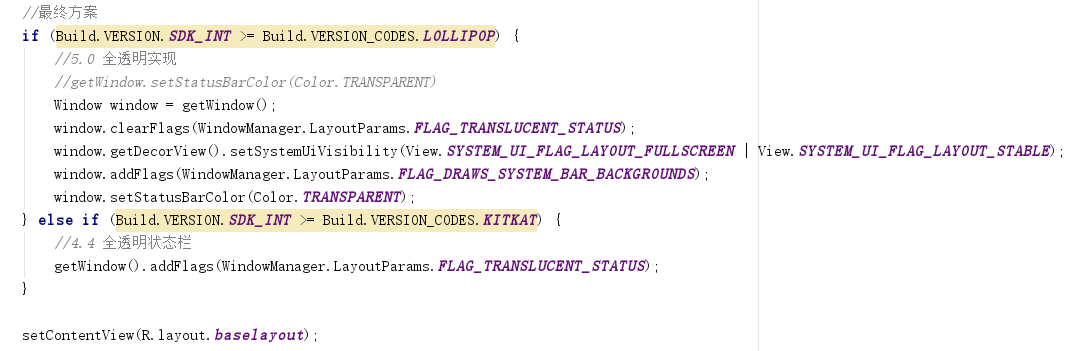 //最终方案
if (Build.VERSION.SDK_INT >= Build.VERSION_CODES.LOLLIPOP) {
//5.0 全透明实现
//getWindow.setStatusBarColor(Color.TRANSPARENT)
Window window = getWindow();
window.clearFlags(WindowManager.LayoutParams.FLAG_TRANSLUCENT_STATUS);
window.getDecorView().setSystemUiVisibility(View.SYSTEM_UI_FLAG_LAYOUT_FULLSCREEN | View.SYSTEM_UI_FLAG_LAYOUT_STABLE);
window.addFlags(WindowManager.LayoutParams.FLAG_DRAWS_SYSTEM_BAR_BACKGROUNDS);
window.setStatusBarColor(Color.TRANSPARENT);
} else if (Build.VERSION.SDK_INT >= Build.VERSION_CODES.KITKAT) {
//4.4 全透明状态栏
getWindow().addFlags(WindowManager.LayoutParams.FLAG_TRANSLUCENT_STATUS);
}
setContentView(R.layout.baselayout);